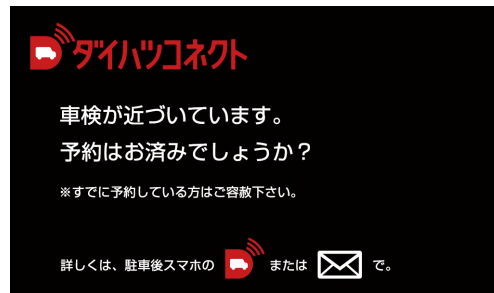 ダイハツコネクト
車検が近づいています。
予約はお済みでしょうか？
※すでに予約している方はご容赦下さい。
詳しくは、駐車後スマホの または で。